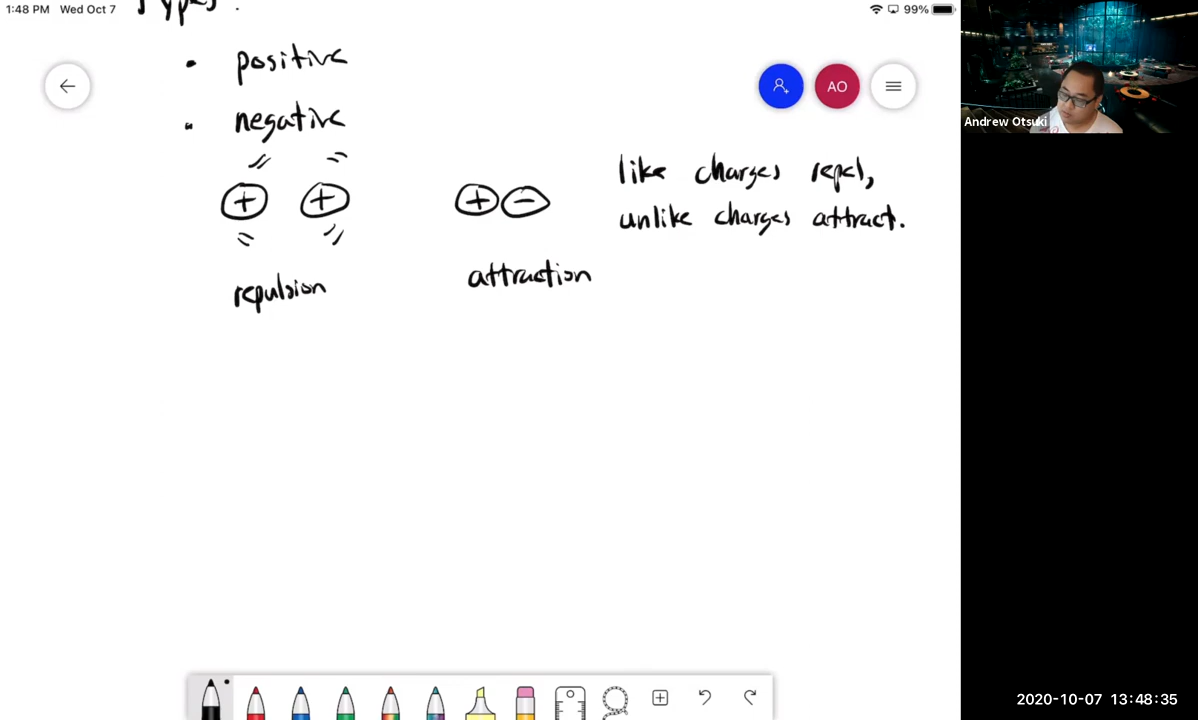 1:48 PM Wed Oct 7
99%
Types:
• positive
• negative
AO
Andrew Otsuki
+ +
+ -
like charges repel,
unlike charges attract.
repulsion
attraction
2020-10-07 13:48:35